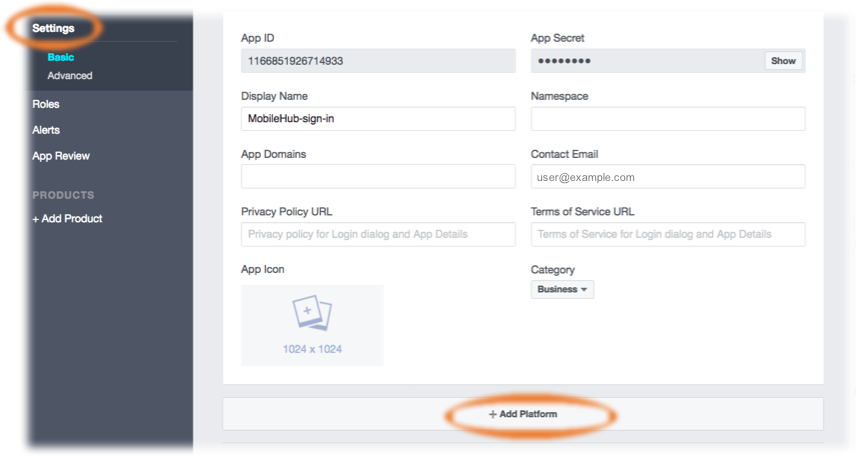 Settings
Basic
Advanced
Roles
Alerts
App Review
PRODUCTS
+ Add Product
App ID
App Secret
1166851926714933
●●●●●●●●
Show
Display Name
Namespace
MobileHub-sign-in
App Domains
Contact Email
user@example.com
Privacy Policy URL
Terms of Service URL
Privacy policy for Login dialog and App Details
Terms of Service for Login dialog and App Details
App Icon
Category
Business
1024 x 1024
+ Add Platform